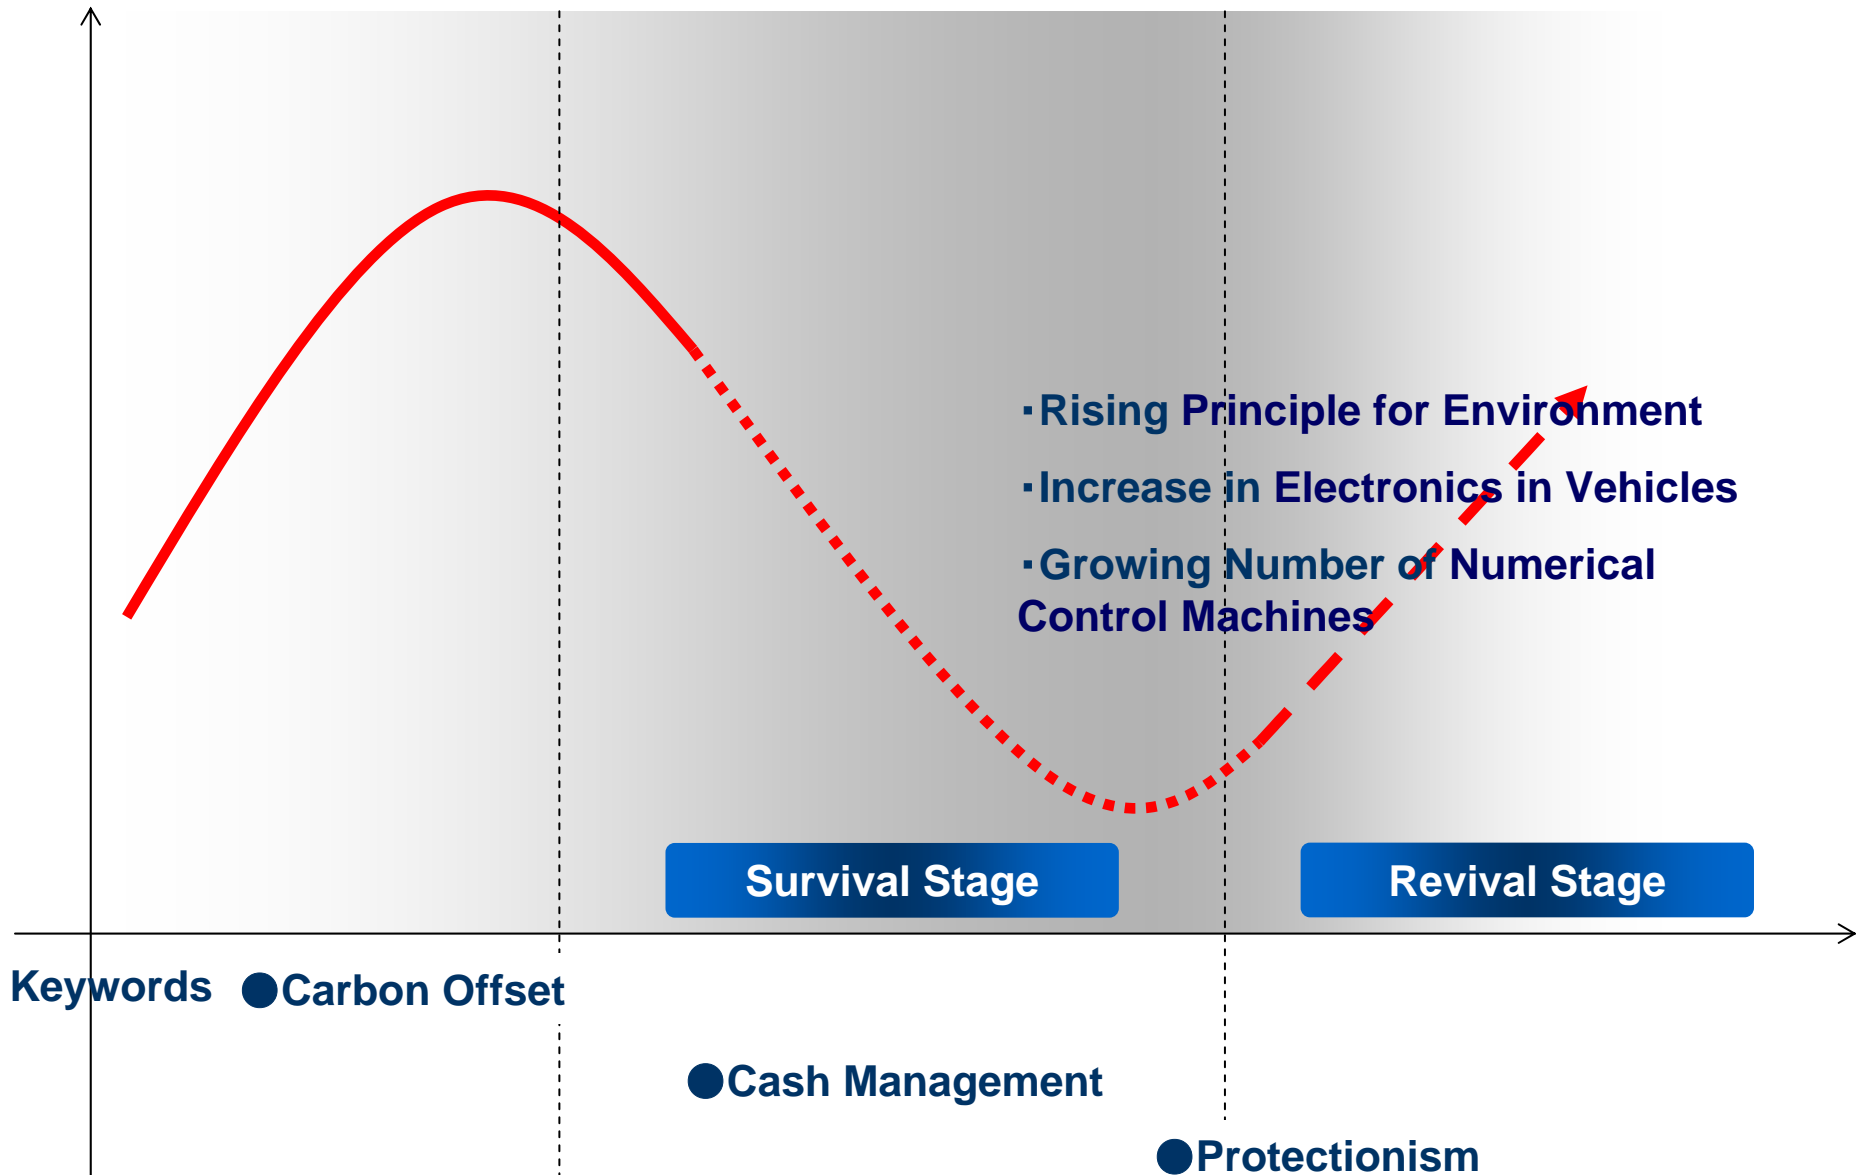 ・Rising Principle for Environment
・Increase in Electronics in Vehicles
・Growing Number of Numerical
Control Machines
Survival Stage
Revival Stage
Keywords
●Carbon Offset
●Cash Management
●Protectionism